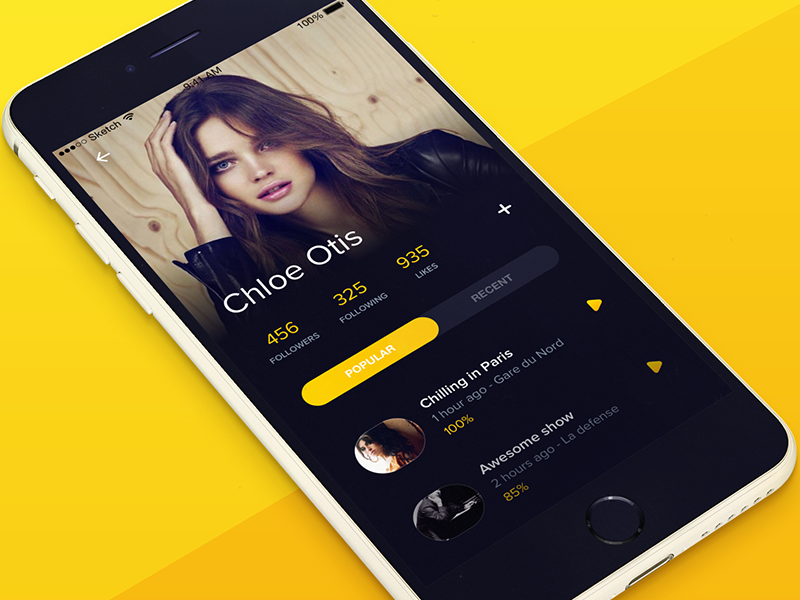 Sketch 9:41 AM 100%
Chloe Otis
456 325 935
FOLLOWERS FOLLOWING LIKES
POPULAR RECENT
Chilling in Paris
1 hour ago - Gare du Nord
100%
Awesome show
2 hours ago - La defense
85%